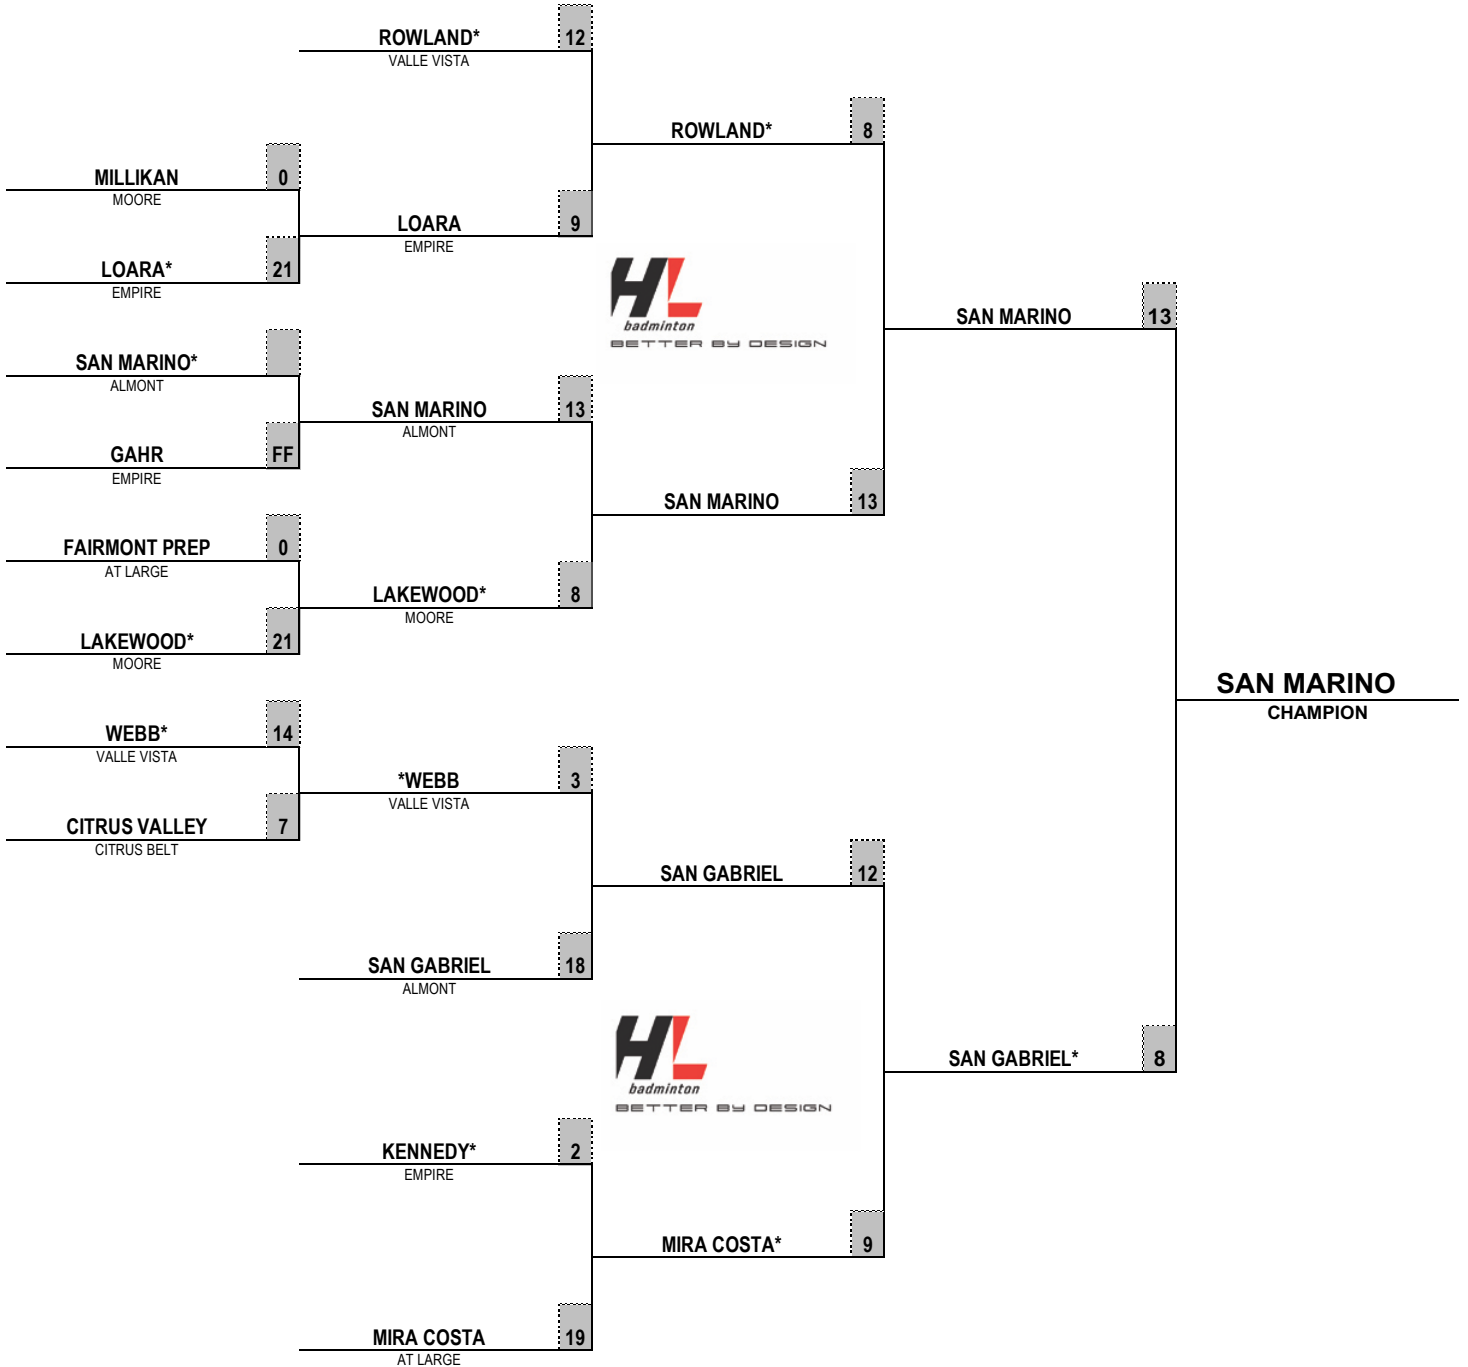 ROWLAND* 12
VALLE VISTA
ROWLAND* 8
MILLIKAN 0
MOORE
LOARA 9
EMPIRE
LOARA* 21
EMPIRE
HL
badminton
BETTER BY DESIGN
SAN MARINO 13
SAN MARINO*
ALMONT
SAN MARINO 13
ALMONT
GAHR FF
EMPIRE
SAN MARINO 13
FAIRMONT PREP 0
AT LARGE
LAKEWOOD* 8
MOORE
LAKEWOOD* 21
MOORE
SAN MARINO
CHAMPION
WEBB* 14
VALLE VISTA
*WEBB 3
VALLE VISTA
CITRUS VALLEY 7
CITRUS BELT
SAN GABRIEL 12
SAN GABRIEL 18
ALMONT
HL
badminton
BETTER BY DESIGN
SAN GABRIEL* 8
KENNEDY* 2
EMPIRE
MIRA COSTA* 9
MIRA COSTA 19
AT LARGE